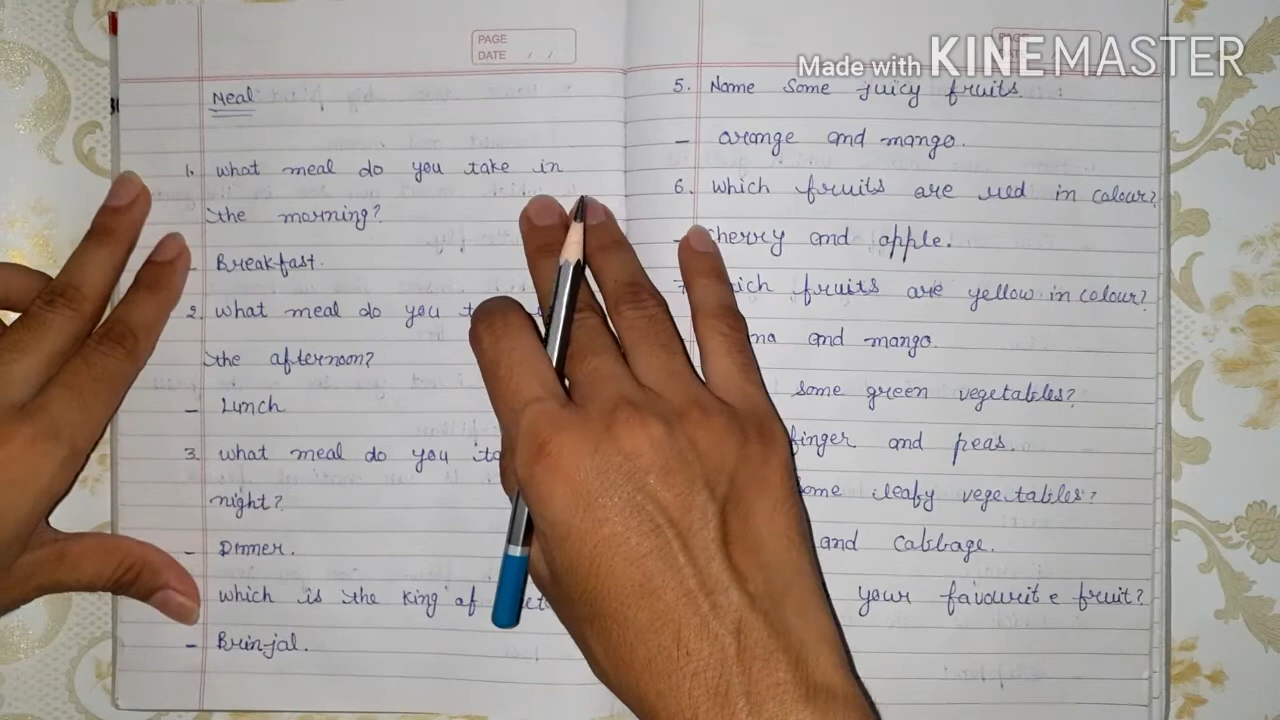 PAGE
DATE / /
Meal
1. what meal do you take in
the morning?
- Breakfast.
2. what meal do you
the afternoon?
- Lunch
3. what meal do you
night?
- Dinner.
which is the King of
- Brinjal.
PAGE
Made with KINEMASTER
5. Name Some juicy fruits
- orange and mango.
6. which fruits are red in colour?
- cherry and apple.
fruits are yellow in colour?
and mango.
some green vegetables?
finger and peas.
some leafy vegetables?
and cabbage.
your favourite fruit?